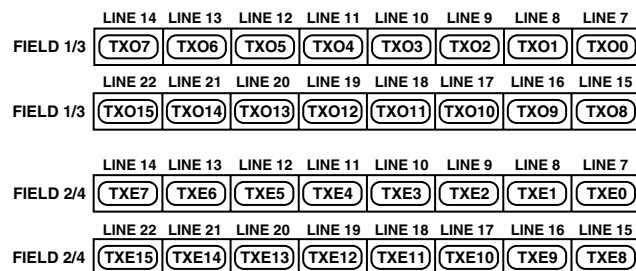 LINE 14 LINE 13 LINE 12 LINE 11 LINE 10 LINE 9 LINE 8 LINE 7
FIELD 1/3 TXO7 TXO6 TXO5 TXO4 TXO3 TXO2 TXO1 TXO0
LINE 22 LINE 21 LINE 20 LINE 19 LINE 18 LINE 17 LINE 16 LINE 15
FIELD 1/3 TXO15 TXO14 TXO13 TXO12 TXO11 TXO10 TXO9 TXO8
LINE 14 LINE 13 LINE 12 LINE 11 LINE 10 LINE 9 LINE 8 LINE 7
FIELD 2/4 TXE7 TXE6 TXE5 TXE4 TXE3 TXE2 TXE1 TXE0
LINE 22 LINE 21 LINE 20 LINE 19 LINE 18 LINE 17 LINE 16 LINE 15
FIELD 2/4 TXE15 TXE14 TXE13 TXE12 TXE11 TXE10 TXE9 TXE8